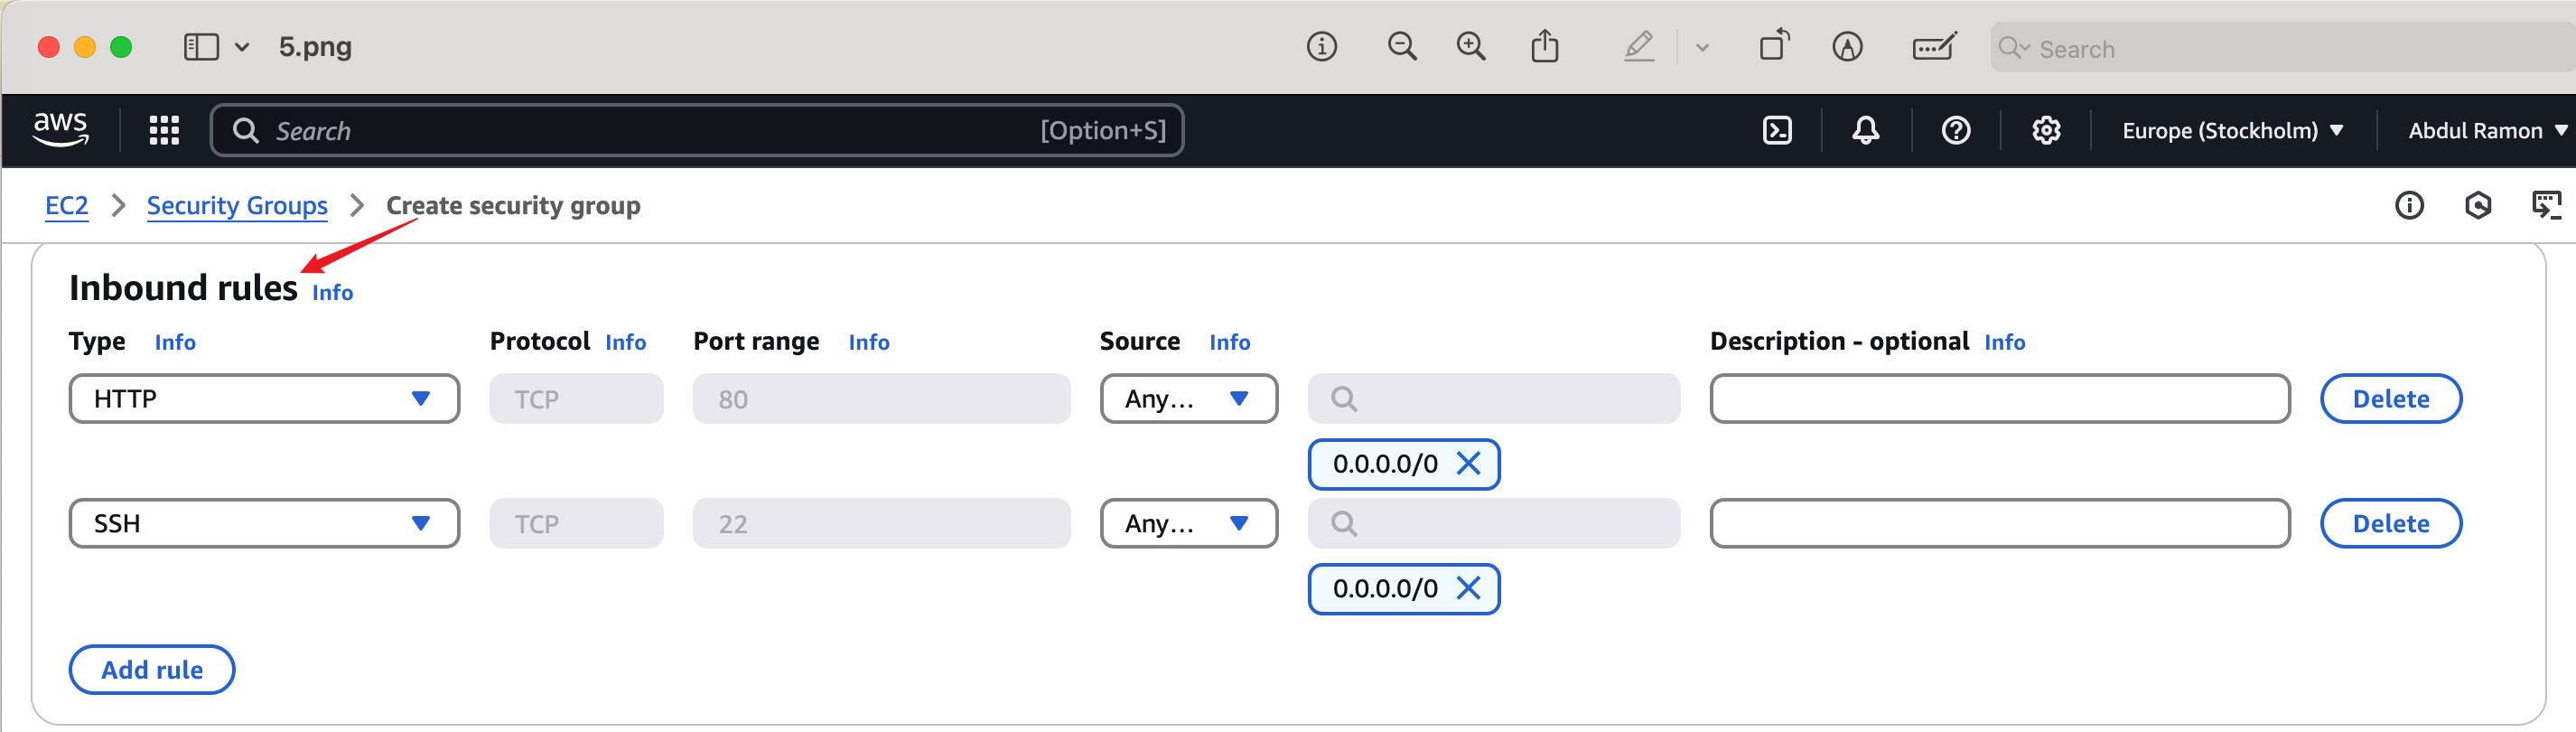 5.png
Search
aws
Search [Option+S]
Europe (Stockholm)
Abdul Ramon
EC2 > Security Groups > Create security group
Inbound rules Info
Type Info Protocol Info Port range Info Source Info Description - optional Info
HTTP TCP 80 Any... Delete
0.0.0.0/0
SSH TCP 22 Any... Delete
0.0.0.0/0
Add rule